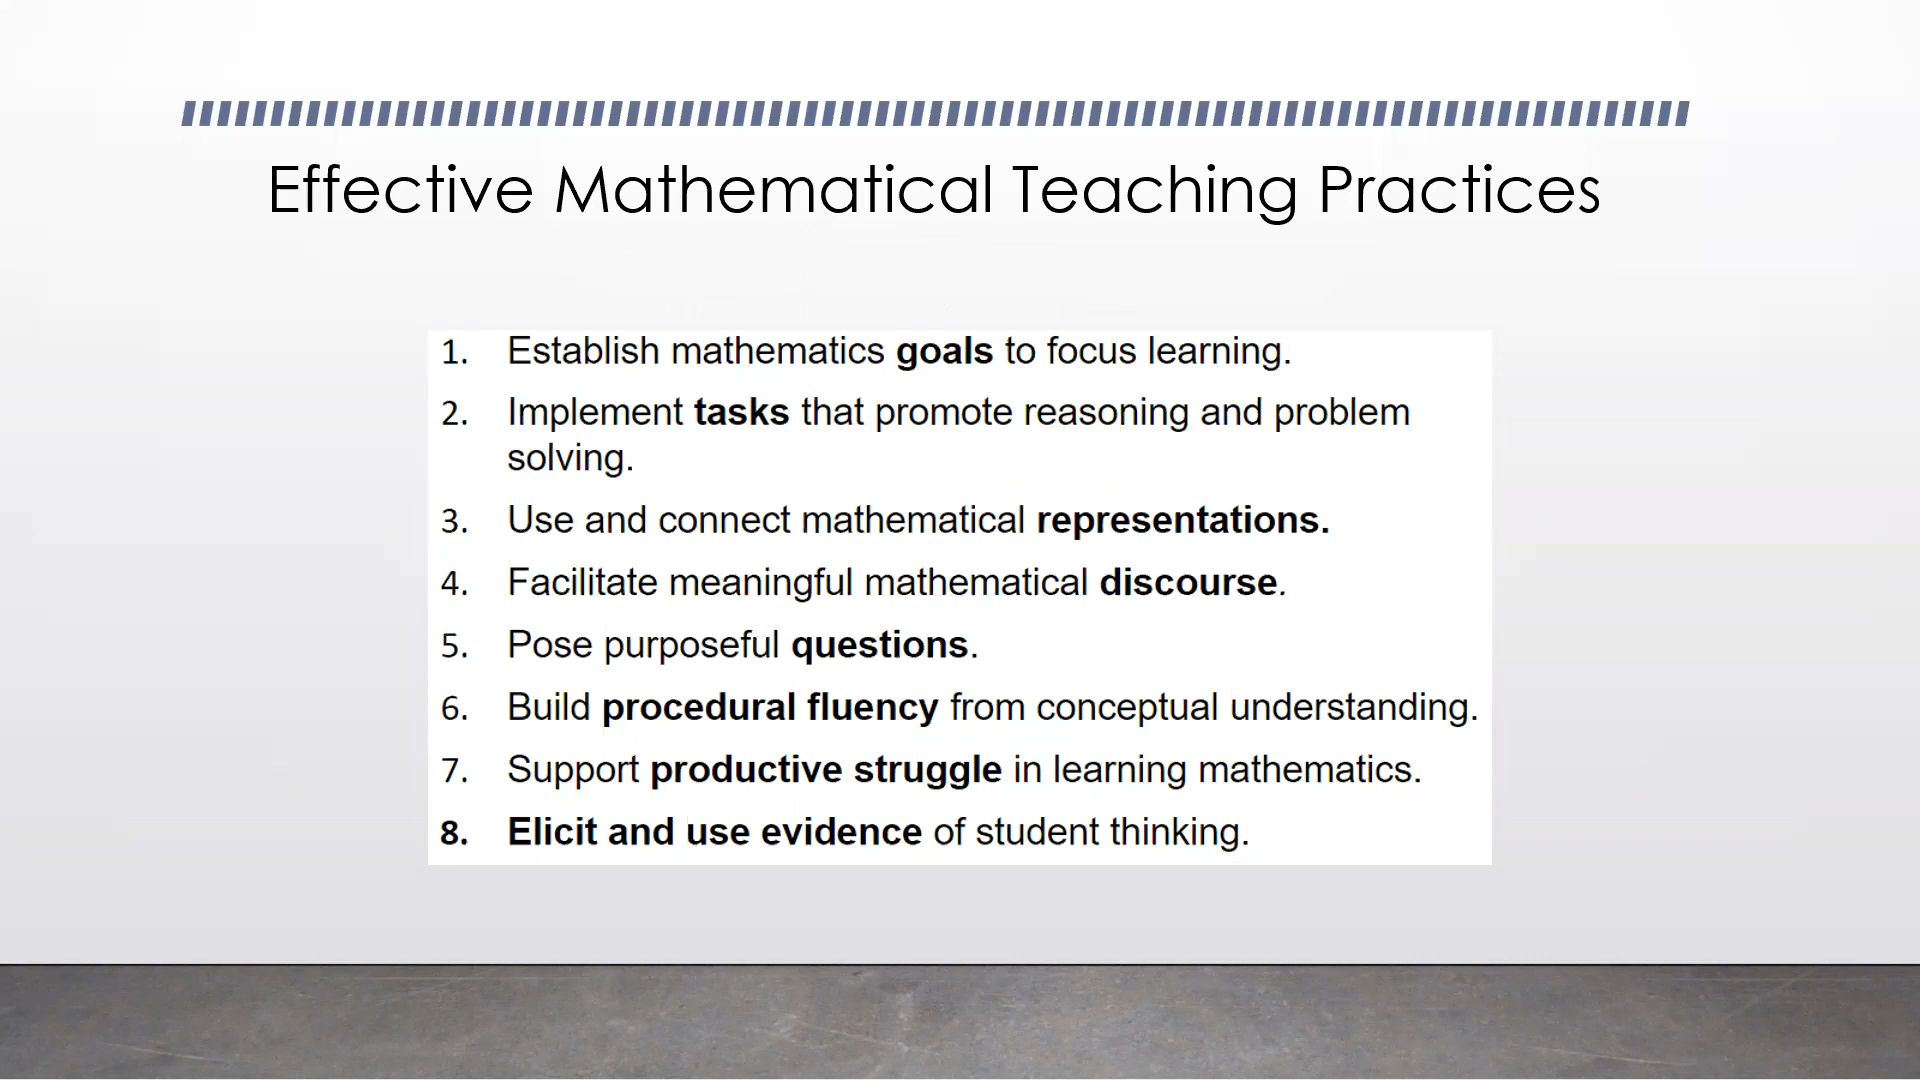 Effective Mathematical Teaching Practices
1. Establish mathematics goals to focus learning.
2. Implement tasks that promote reasoning and problem
solving.
3. Use and connect mathematical representations.
4. Facilitate meaningful mathematical discourse.
5. Pose purposeful questions.
6. Build procedural fluency from conceptual understanding.
7. Support productive struggle in learning mathematics.
8. Elicit and use evidence of student thinking.